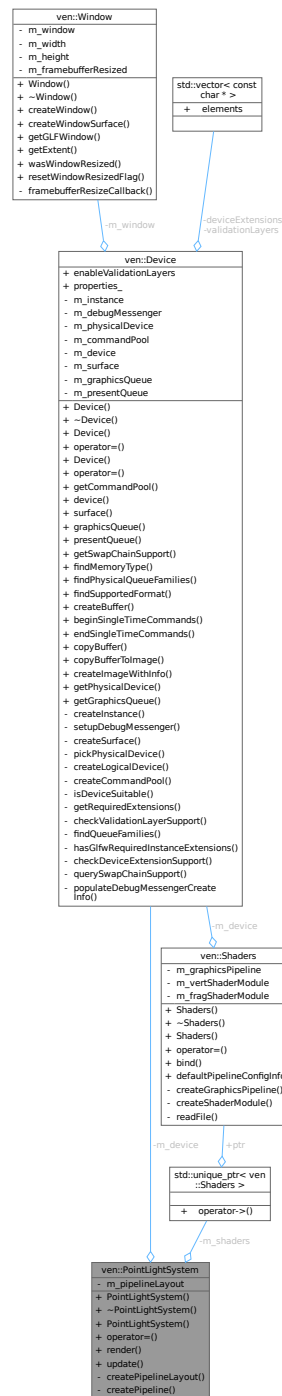 ven::Window
- m_window
- m_width
- m_height
- m_framebufferResized
+ Window()
+ ~Window()
+ createWindow()
+ createWindowSurface()
+ getGLFWindow()
+ getExtent()
+ wasWindowResized()
+ resetWindowResizedFlag()
- framebufferResizeCallback()
std::vector< const
char * >
+ elements
-m_window
-deviceExtensions
-validationLayers
ven::Device
+ enableValidationLayers
+ properties_
- m_instance
- m_debugMessenger
- m_physicalDevice
- m_commandPool
- m_device
- m_surface
- m_graphicsQueue
- m_presentQueue
+ Device()
+ ~Device()
+ Device()
+ operator=()
+ Device()
+ operator=()
+ getCommandPool()
+ device()
+ surface()
+ graphicsQueue()
+ presentQueue()
+ getSwapChainSupport()
+ findMemoryType()
+ findPhysicalQueueFamilies()
+ findSupportedFormat()
+ createBuffer()
+ beginSingleTimeCommands()
+ endSingleTimeCommands()
+ copyBuffer()
+ copyBufferToImage()
+ createImageWithInfo()
+ getPhysicalDevice()
+ getGraphicsQueue()
- createInstance()
- setupDebugMessenger()
- createSurface()
- pickPhysicalDevice()
- createLogicalDevice()
- createCommandPool()
- isDeviceSuitable()
- getRequiredExtensions()
- checkValidationLayerSupport()
- findQueueFamilies()
- hasGlfwRequiredInstanceExtensions()
- checkDeviceExtensionSupport()
- querySwapChainSupport()
- populateDebugMessengerCreate
Info()
-m_device
ven::Shaders
- m_graphicsPipeline
- m_vertShaderModule
- m_fragShaderModule
+ Shaders()
+ ~Shaders()
+ Shaders()
+ operator=()
+ bind()
+ defaultPipelineConfigInfo
- createGraphicsPipeline()
- createShaderModule()
- readFile()
-m_device
+ptr
std::unique_ptr< ven
::Shaders >
+ operator->()
-m_shaders
ven::PointLightSystem
- m_pipelineLayout
+ PointLightSystem()
+ ~PointLightSystem()
+ PointLightSystem()
+ operator=()
+ render()
+ update()
- createPipelineLayout()
- createPipeline()